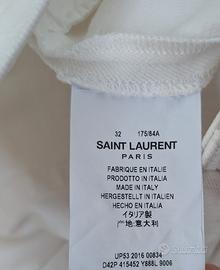 32 175/84A
SAINT LAURENT
PARIS
FABRIQUE EN ITALIE
PRODOTTO IN ITALIA
MADE IN ITALY
HERGESTELLT IN ITALIEN
HECHO EN ITALIA
イタリア製
产地:意大利
UP53 2016 00834
D42P 415452 Y888L 9006